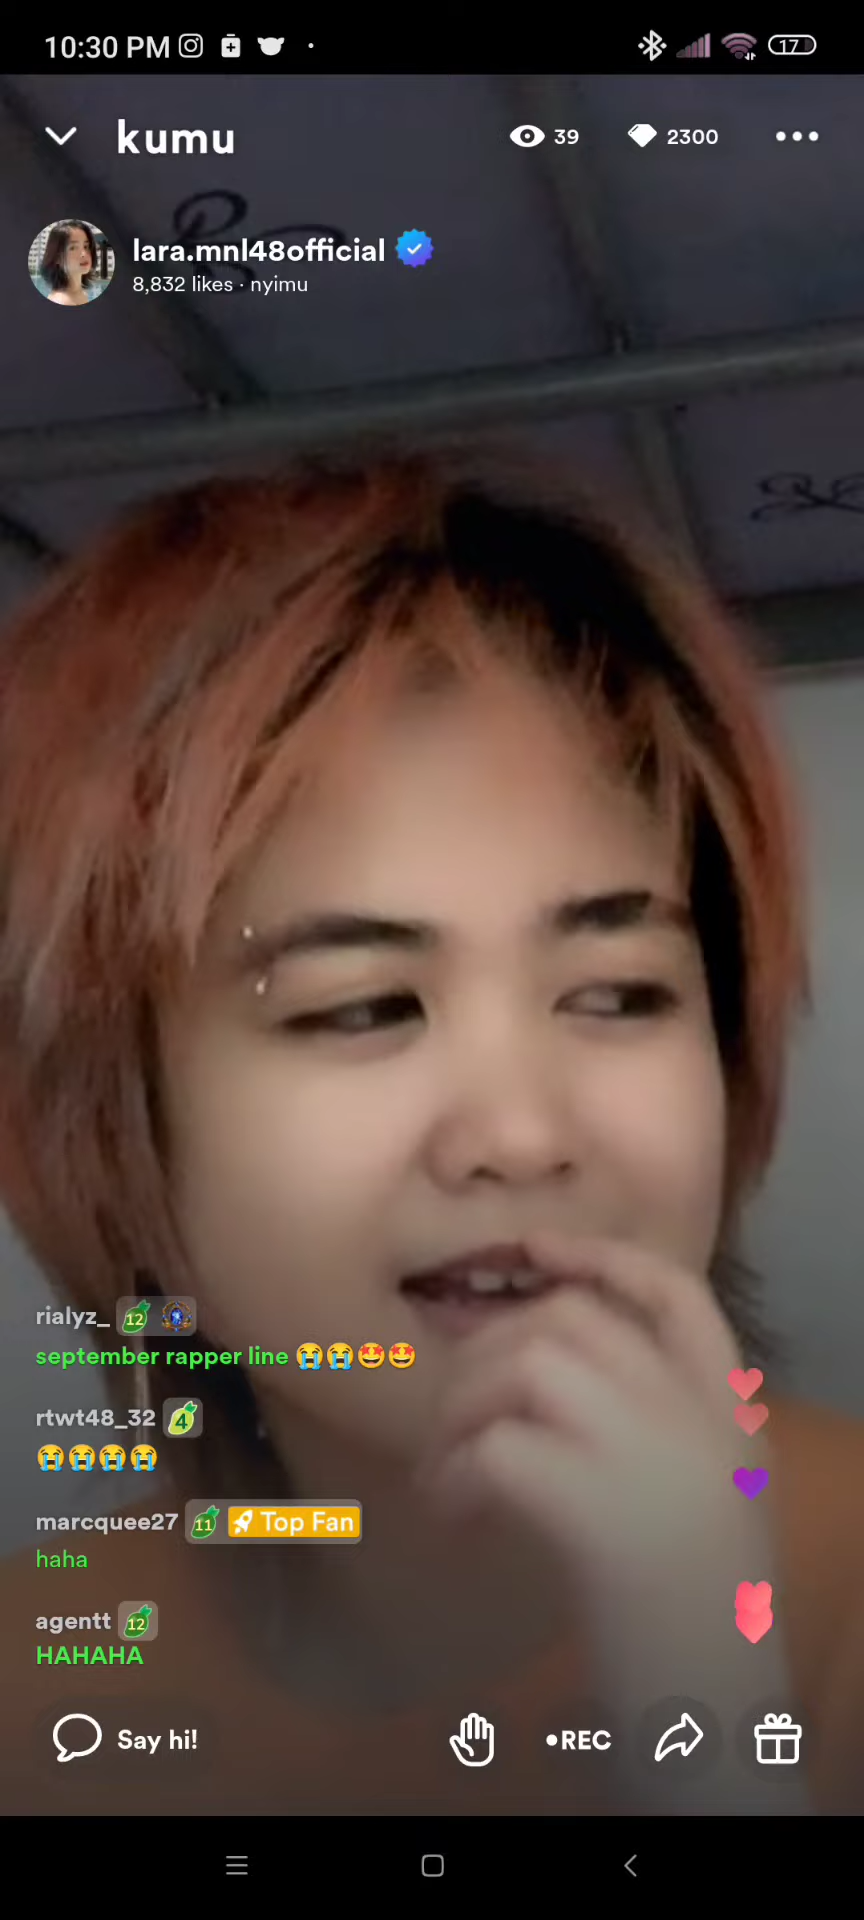 10:30 PM
17
kumu
39
2300
lara.mnl48official
8,832 likes · nyimu
rialyz_ 12
september rapper line 😭😭🤩🤩
rtwt48_32 4
😭😭😭😭
marcquee27 11 Top Fan
haha
agentt 12
HAHAHA
Say hi!
•REC